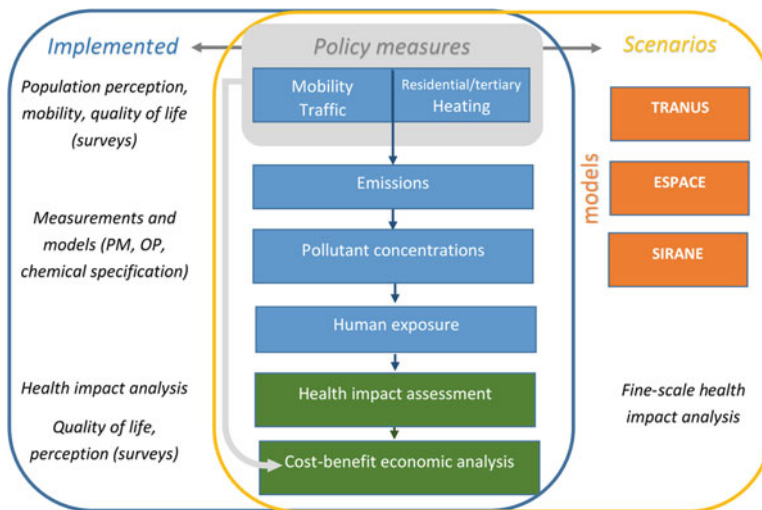 Implemented
Policy measures
Scenarios
Population perception,
mobility, quality of life
(surveys)
Mobility
Traffic
Residential/tertiary
Heating
TRANUS
models
ESPACE
SIRANE
Emissions
Measurements and
models (PM, OP,
chemical specification)
Pollutant concentrations
Human exposure
Health impact analysis
Health impact assessment
Fine-scale health
impact analysis
Quality of life,
perception (surveys)
Cost-benefit economic analysis